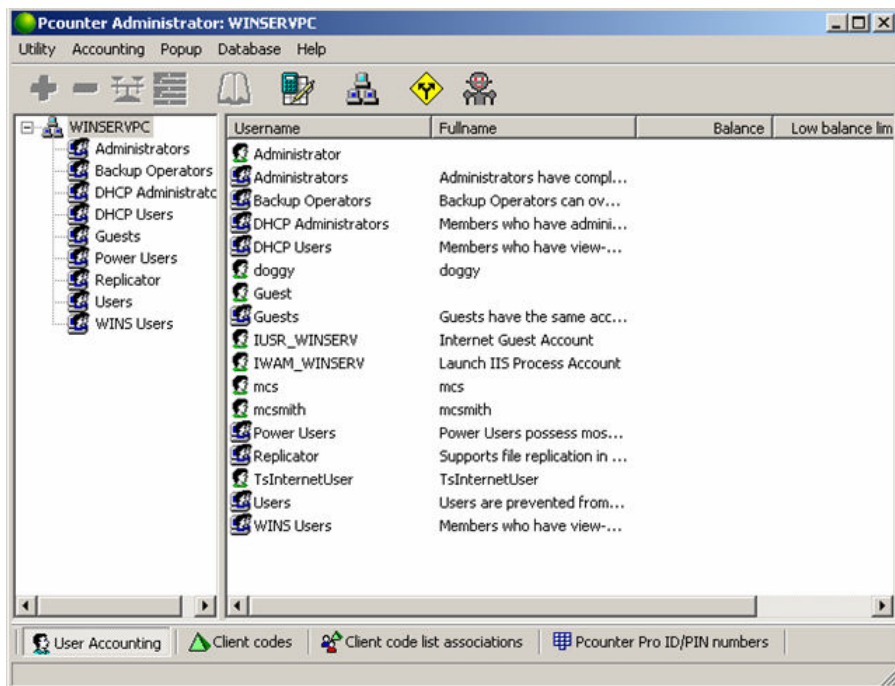 Pcounter Administrator: WINSERVPC
Utility Accounting Popup Database Help
WINSERVPC
Administrators
Backup Operators
DHCP Administratc
DHCP Users
Guests
Power Users
Replicator
Users
WINS Users
Username Fullname Balance Low balance lim
Administrator
Administrators Administrators have compl...
Backup Operators Backup Operators can ov...
DHCP Administrators Members who have admini...
DHCP Users Members who have view-...
doggy doggy
Guest
Guests Guests have the same acc...
IUSR_WINSERV Internet Guest Account
IWAM_WINSERV Launch IIS Process Account
mcs mcs
mcsmith mcsmith
Power Users Power Users possess mos...
Replicator Supports file replication in ...
TsInternetUser TsInternetUser
Users Users are prevented from...
WINS Users Members who have view-...
User Accounting Client codes Client code list associations Pcounter Pro ID/PIN numbers